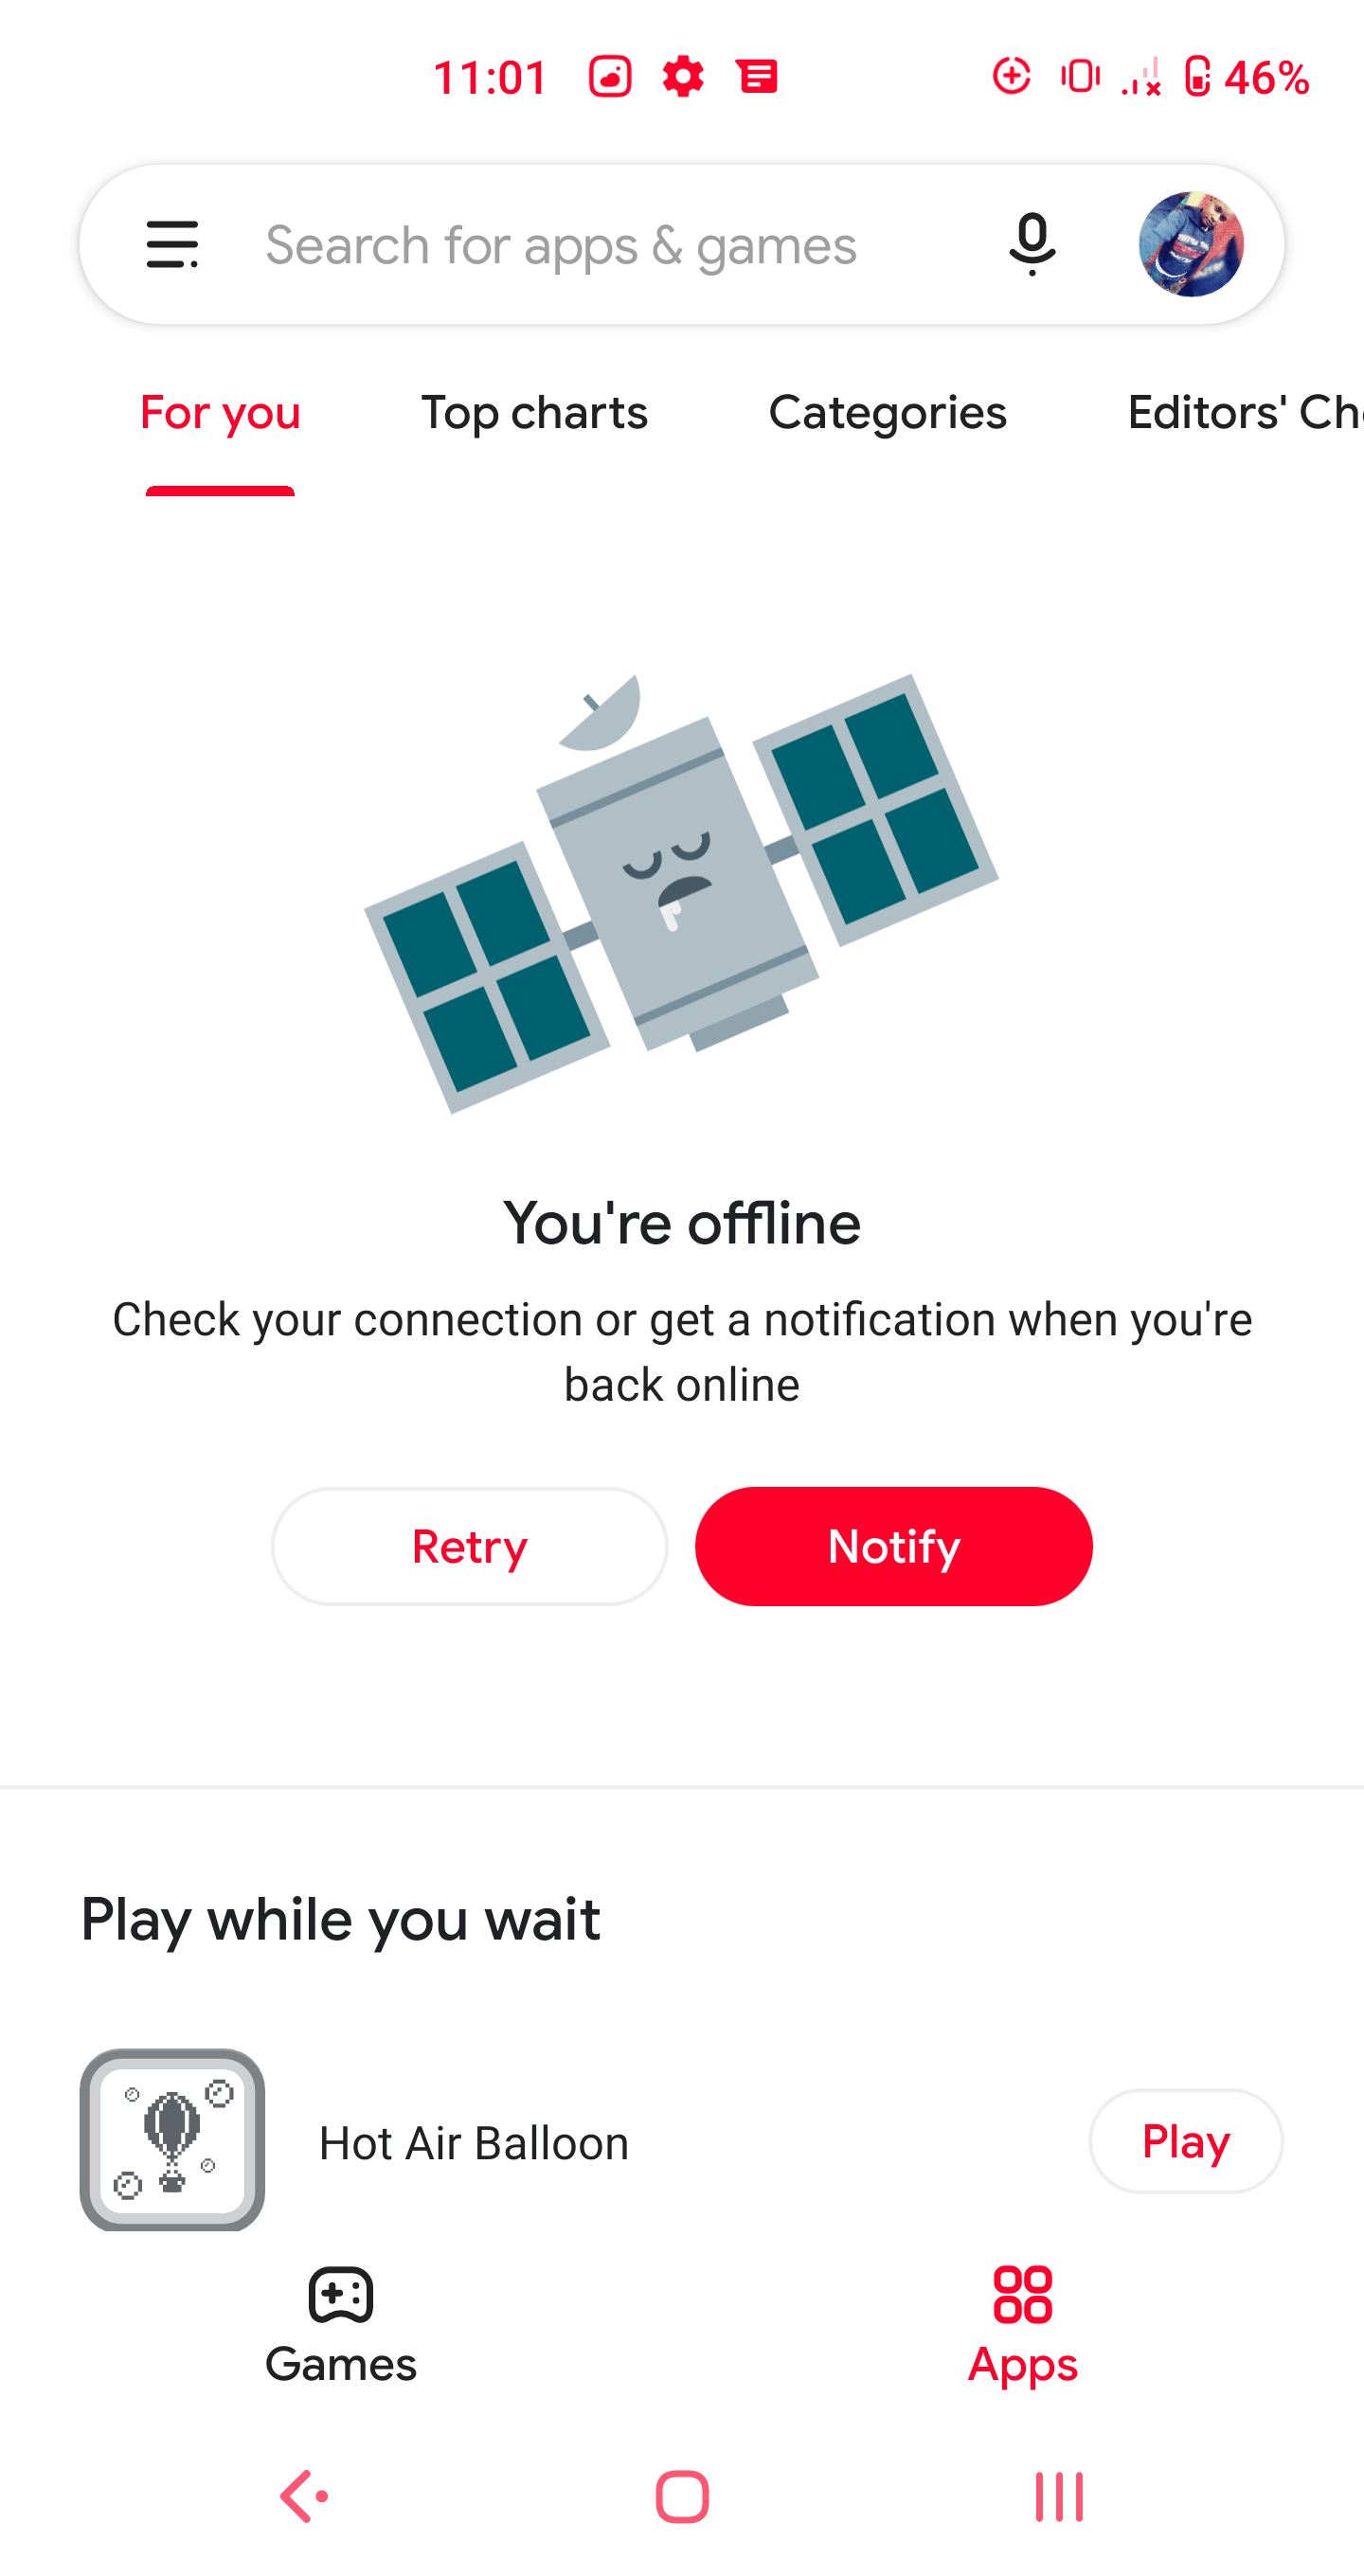 11:01
46%
Search for apps & games
For you
Top charts
Categories
Editors' Ch
You're offline
Check your connection or get a notification when you're
back online
Retry
Notify
Play while you wait
Hot Air Balloon
Play
Games
Apps